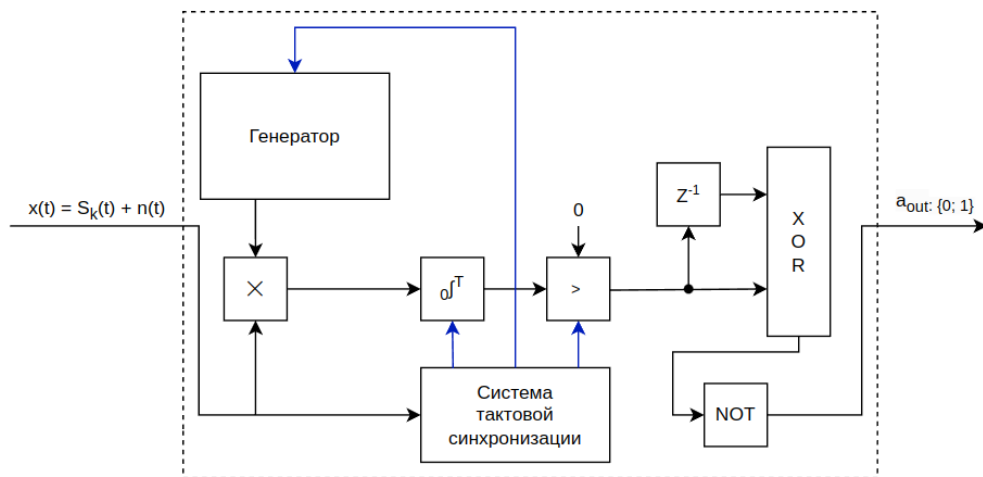 Генератор
x(t) = Sk(t) + n(t)
0
Z-1
X
O
R
aout: {0; 1}
×
0∫T
>
Система
тактовой
синхронизации
NOT